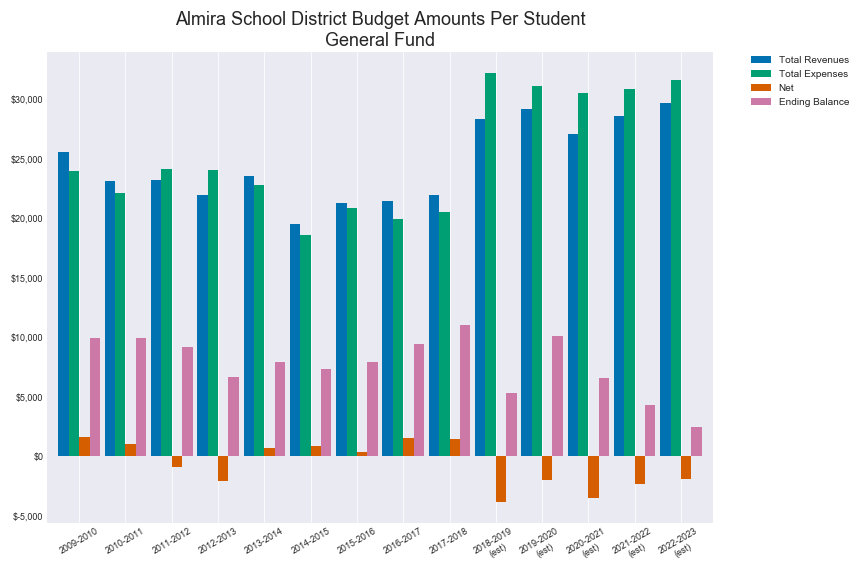 Almira School District Budget Amounts Per Student
General Fund
Total Revenues
Total Expenses
Net
Ending Balance
$30,000
$25,000
$20,000
$15,000
$10,000
$5,000
$0
$-5,000
2009-2010
2010-2011
2011-2012
2012-2013
2013-2014
2014-2015
2015-2016
2016-2017
2017-2018
2018-2019
(est)
2019-2020
(est)
2020-2021
(est)
2021-2022
(est)
2022-2023
(est)